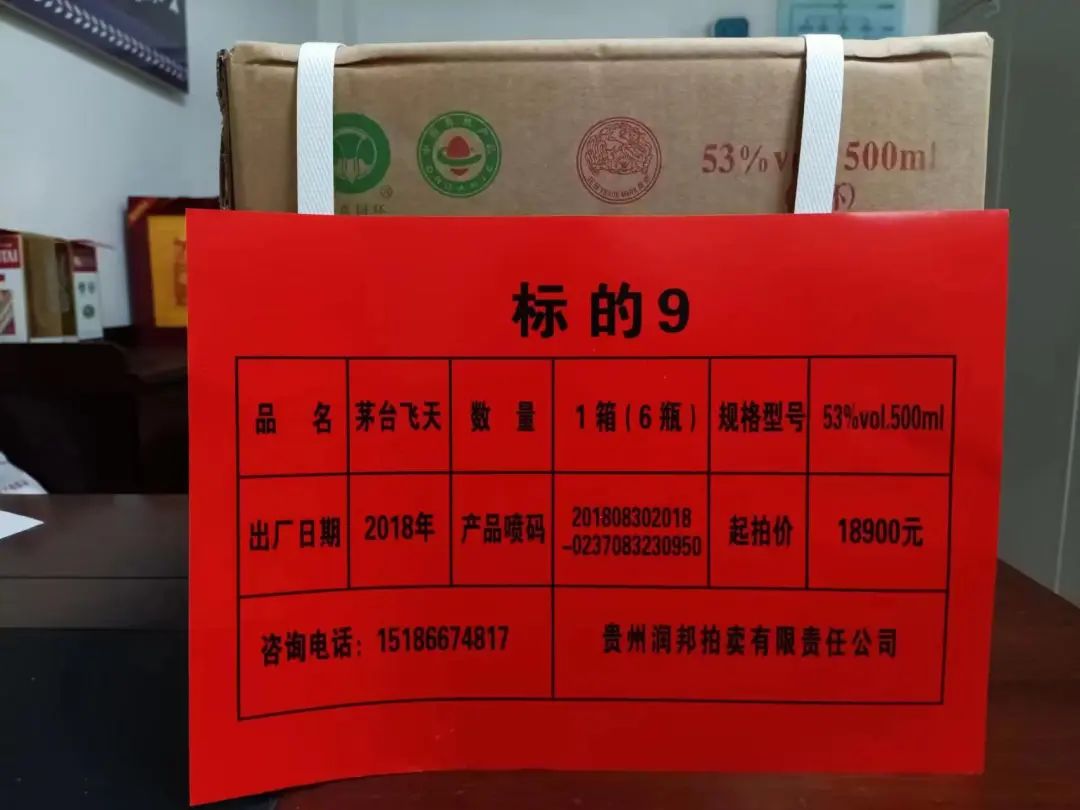 53%vol 500ml
标的9
品名 茅台飞天 数量 1箱(6瓶) 规格型号 53%vol.500ml
出厂日期 2018年 产品喷码 201808302018
-0237083230950 起拍价 18900元
咨询电话：15186674817 贵州润邦拍卖有限责任公司